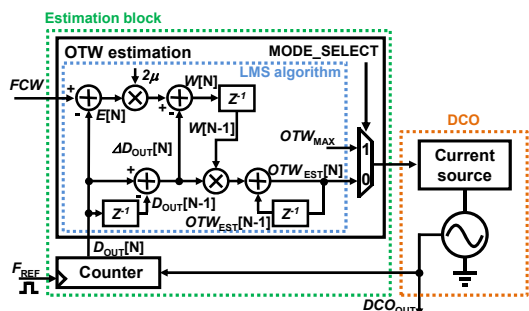 Estimation block
OTW estimation
MODE_SELECT
LMS algorithm
FCW
+
-
E[N]
2μ
+
-
W[N]
Z-1
W[N-1]
ΔDOUT[N]
OTWMAX
1
0
DCO
Current source
+
-
DOUT[N-1]
Z-1
OTWEST[N]
OTWEST[N-1]
Z-1
DOUT[N]
FREF
Counter
DCOOUT